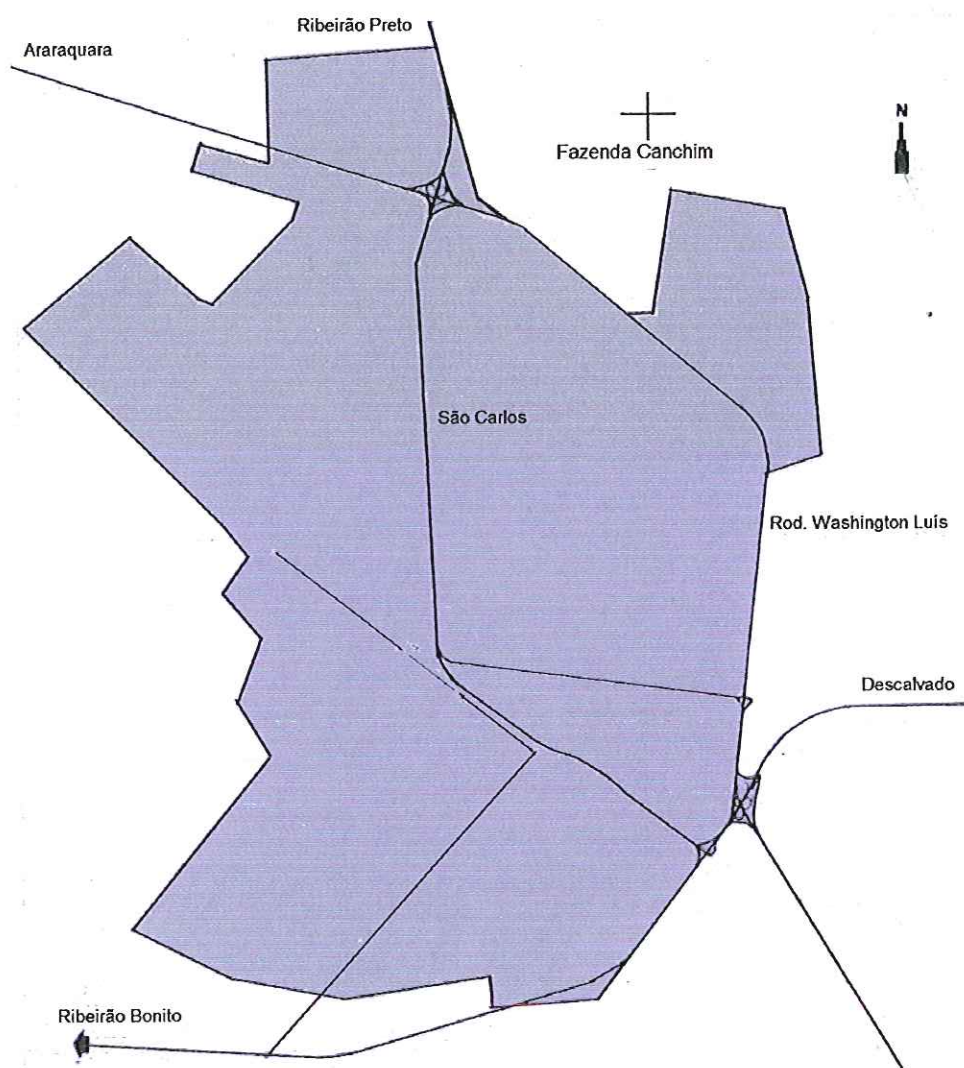 Ribeirão Preto
Araraquara
N
Fazenda Canchim
São Carlos
Rod. Washington Luís
Descalvado
Ribeirão Bonito